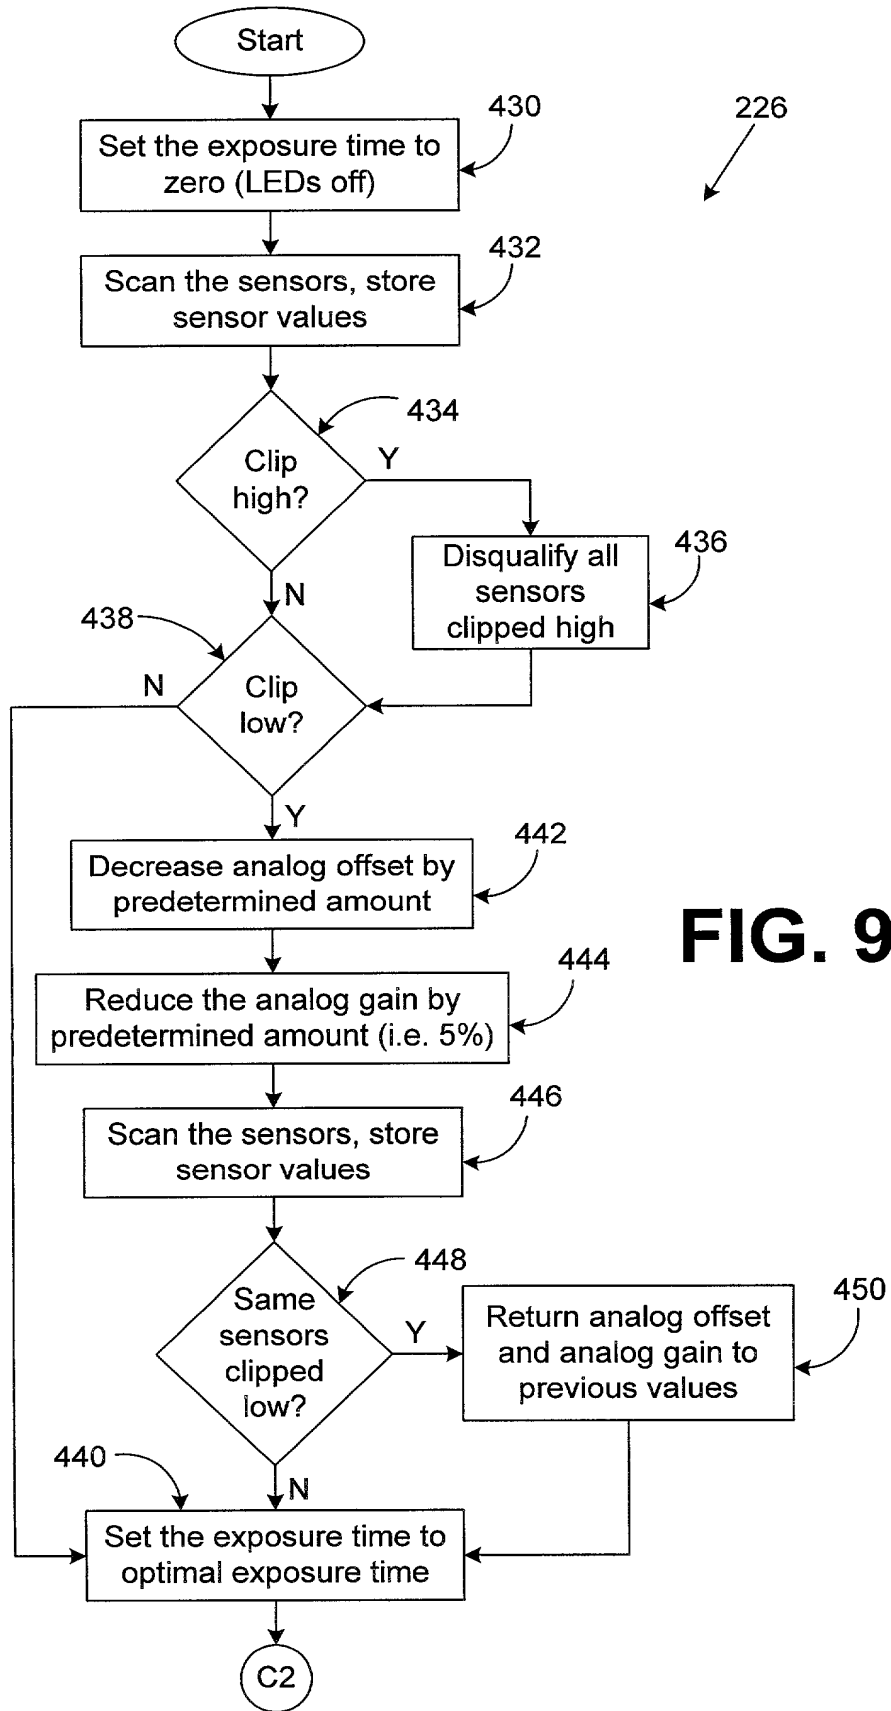 Start
430
226
Set the exposure time to
zero (LEDs off)
432
Scan the sensors, store
sensor values
434
Clip
high?
Y
436
Disqualify all
sensors
clipped high
N
438
N
Clip
low?
Y
442
Decrease analog offset by
predetermined amount
FIG. 9
444
Reduce the analog gain by
predetermined amount (i.e. 5%)
446
Scan the sensors, store
sensor values
448
Same
sensors
clipped
low?
Y
450
Return analog offset
and analog gain to
previous values
440
N
Set the exposure time to
optimal exposure time
C2